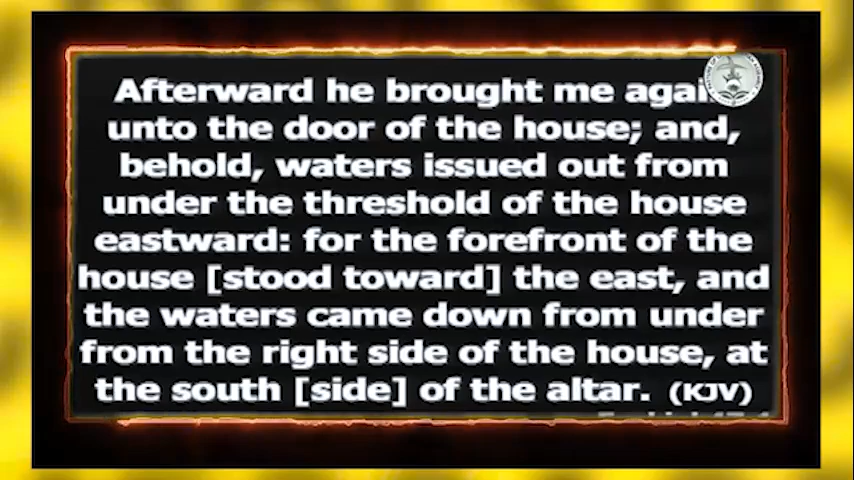 Afterward he brought me agai
unto the door of the house; and,
behold, waters issued out from
under the threshold of the house
eastward: for the forefront of the
house [stood toward] the east, and
the waters came down from under
from the right side of the house, at
the south [side] of the altar. (KJV)